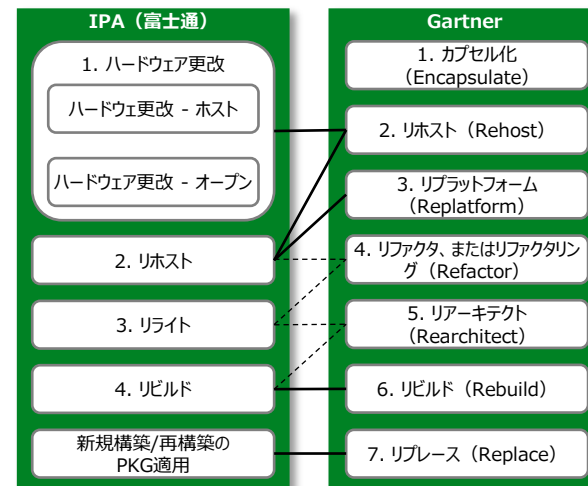 IPA（富士通）
1. ハードウェア更改
ハードウェ更改 - ホスト
ハードウェア更改 - オープン
2. リホスト
3. リライト
4. リビルド
新規構築/再構築の
PKG適用
Gartner
1. カプセル化
（Encapsulate）
2. リホスト（Rehost）
3. リプラットフォーム
（Replatform）
4. リファクタ、またはリファクタリン
グ（Refactor）
5. リアーキテクト
（Rearchitect）
6. リビルド（Rebuild）
7. リプレース（Replace）